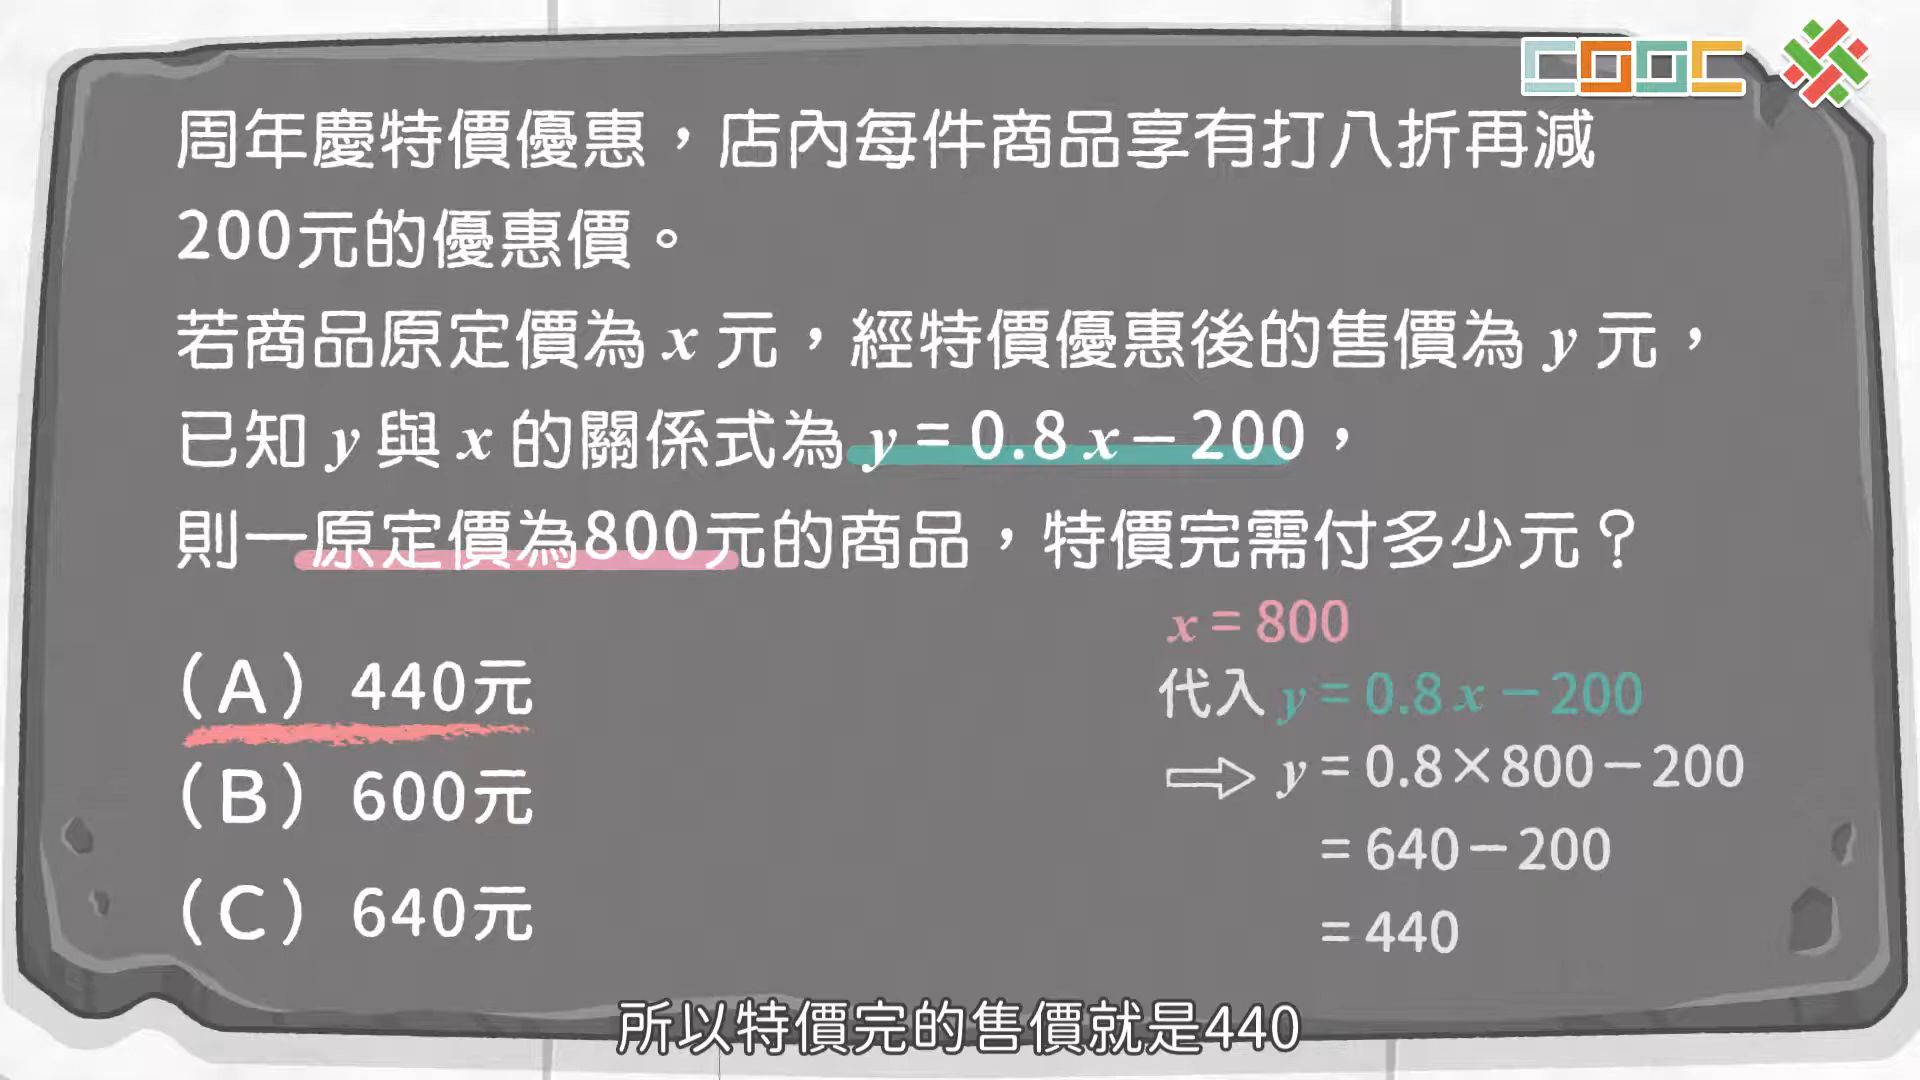 COOC
周年慶特價優惠，店內每件商品享有打八折再減
200元的優惠價。
若商品原定價為 x 元，經特價優惠後的售價為 y 元，
已知 y 與 x 的關係式為 y = 0.8 x − 200，
則一原定價為800元的商品，特價完需付多少元？
(A) 440元
(B) 600元
(C) 640元
x = 800
代入 y = 0.8 x − 200
⇨ y = 0.8×800−200
= 640−200
= 440
所以特價完的售價就是440